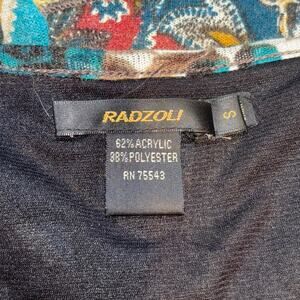 RADZOLI
S
62% ACRYLIC
38% POLYESTER
RN 75543